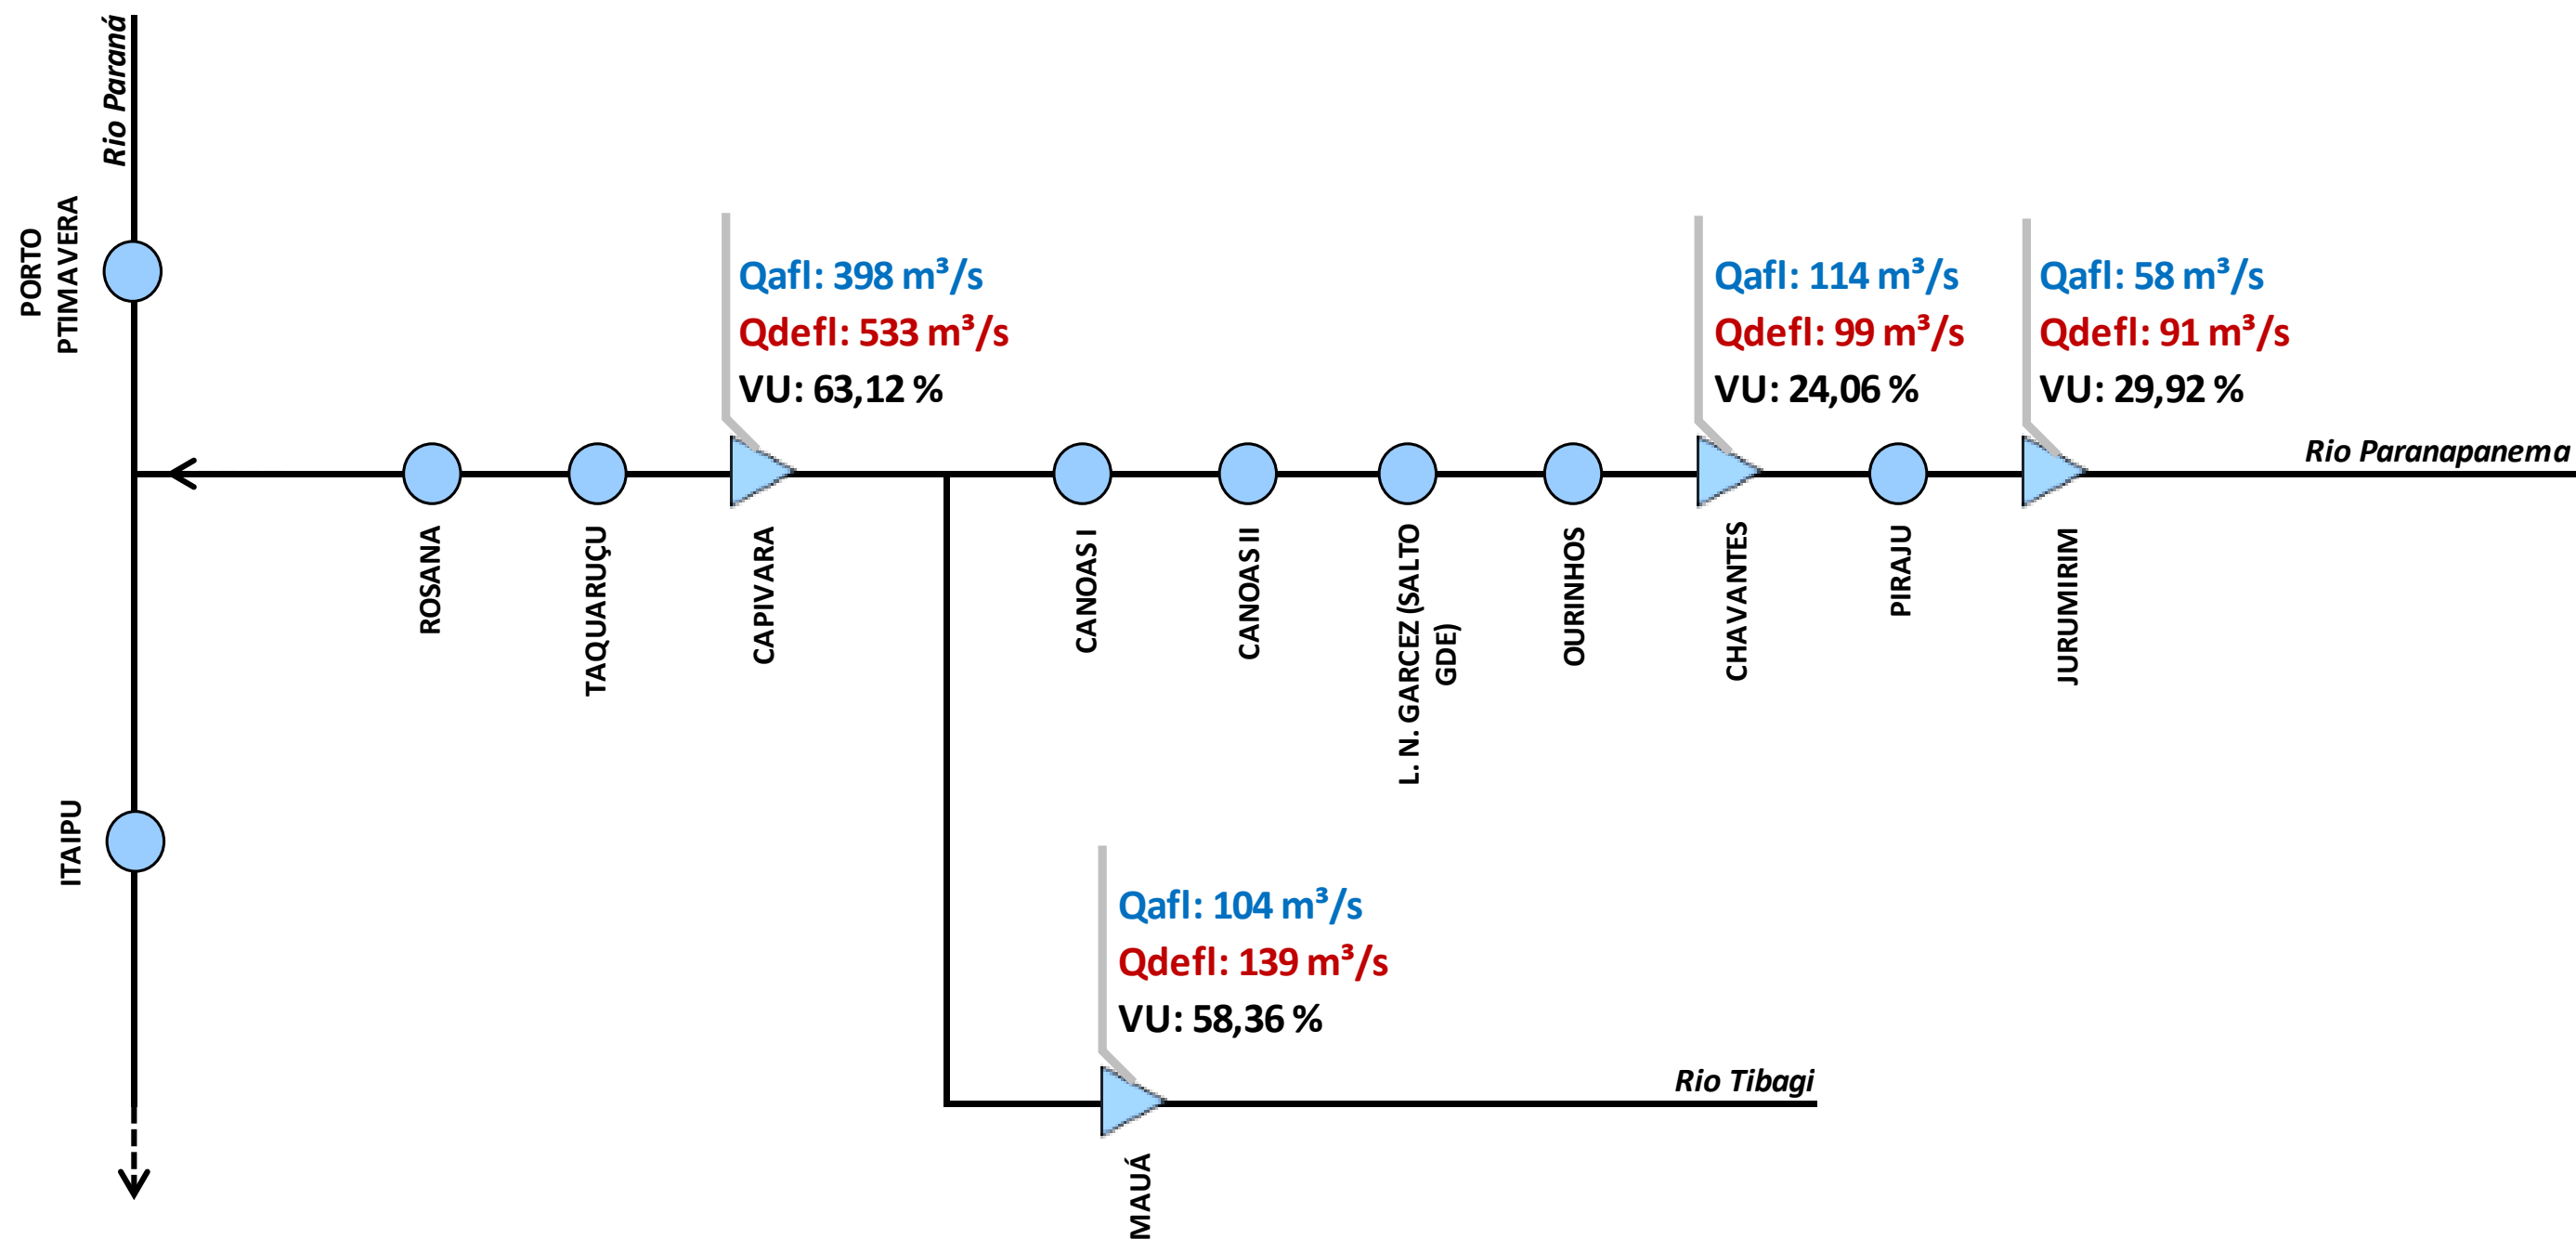 Rio Paraná
PORTO
PTIMAVERA
Qafl: 398 m³/s
Qdefl: 533 m³/s
VU: 63,12 %
Qafl: 114 m³/s
Qdefl: 99 m³/s
VU: 24,06 %
Qafl: 58 m³/s
Qdefl: 91 m³/s
VU: 29,92 %
Rio Paranapanema
ROSANA
TAQUARUÇU
CAPIVARA
CANOAS I
CANOAS II
L. N. GARCEZ (SALTO
GDE)
OURINHOS
CHAVANTES
PIRAJU
JURUMIRIM
ITAIPU
Qafl: 104 m³/s
Qdefl: 139 m³/s
VU: 58,36 %
Rio Tibagi
MAUÁ